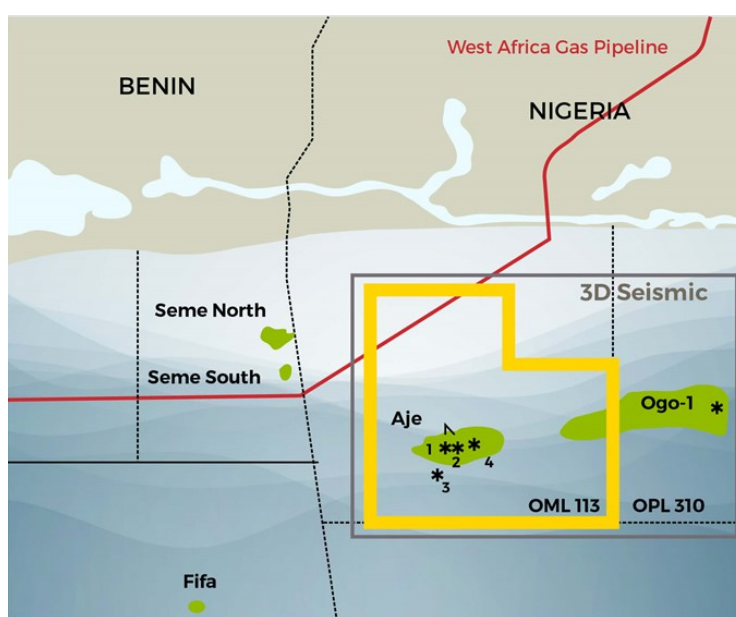 West Africa Gas Pipeline
BENIN
NIGERIA
3D Seismic
Seme North
Seme South
Ogo-1
Aje
1
2
4
3
OML 113
OPL 310
Fifa